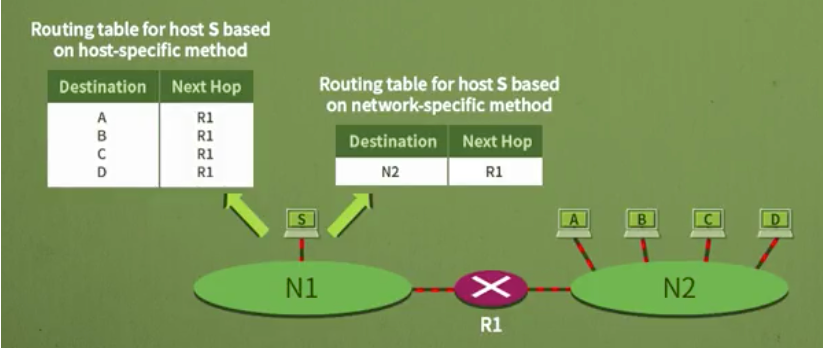 Routing table for host S based
on host-specific method
Destination Next Hop
A R1
B R1
C R1
D R1
Routing table for host S based
on network-specific method
Destination Next Hop
N2 R1
S
A B C D
N1
N2
R1